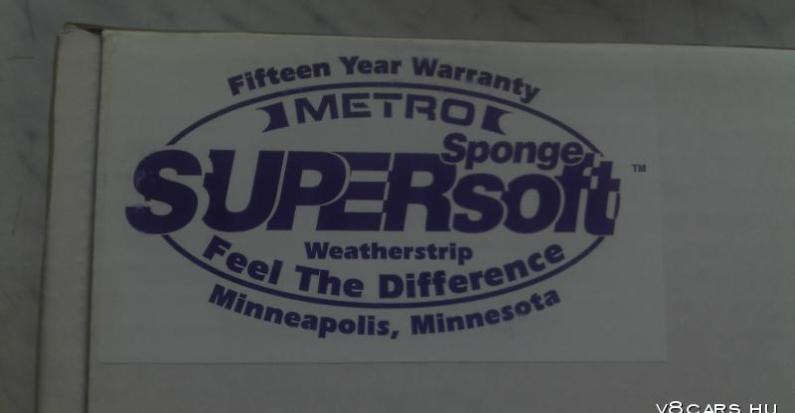 Fifteen Year Warranty
METRO
Sponge
SUPERsoft ™
Weatherstrip
Feel The Difference
Minneapolis, Minnesota
V8CARS.HU